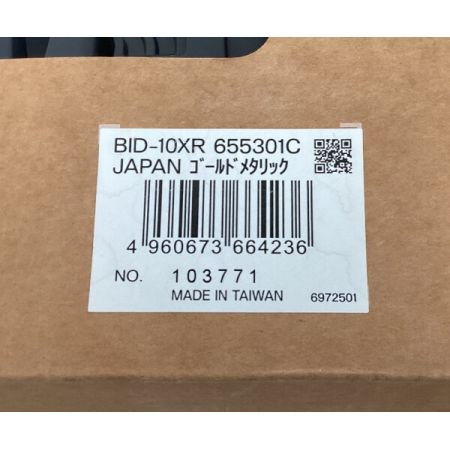 BID-10XR 655301C
JAPAN ｺﾞｰﾙﾄﾞﾒﾀﾘｯｸ
4 960673 664236
NO. 103771
MADE IN TAIWAN 6972501